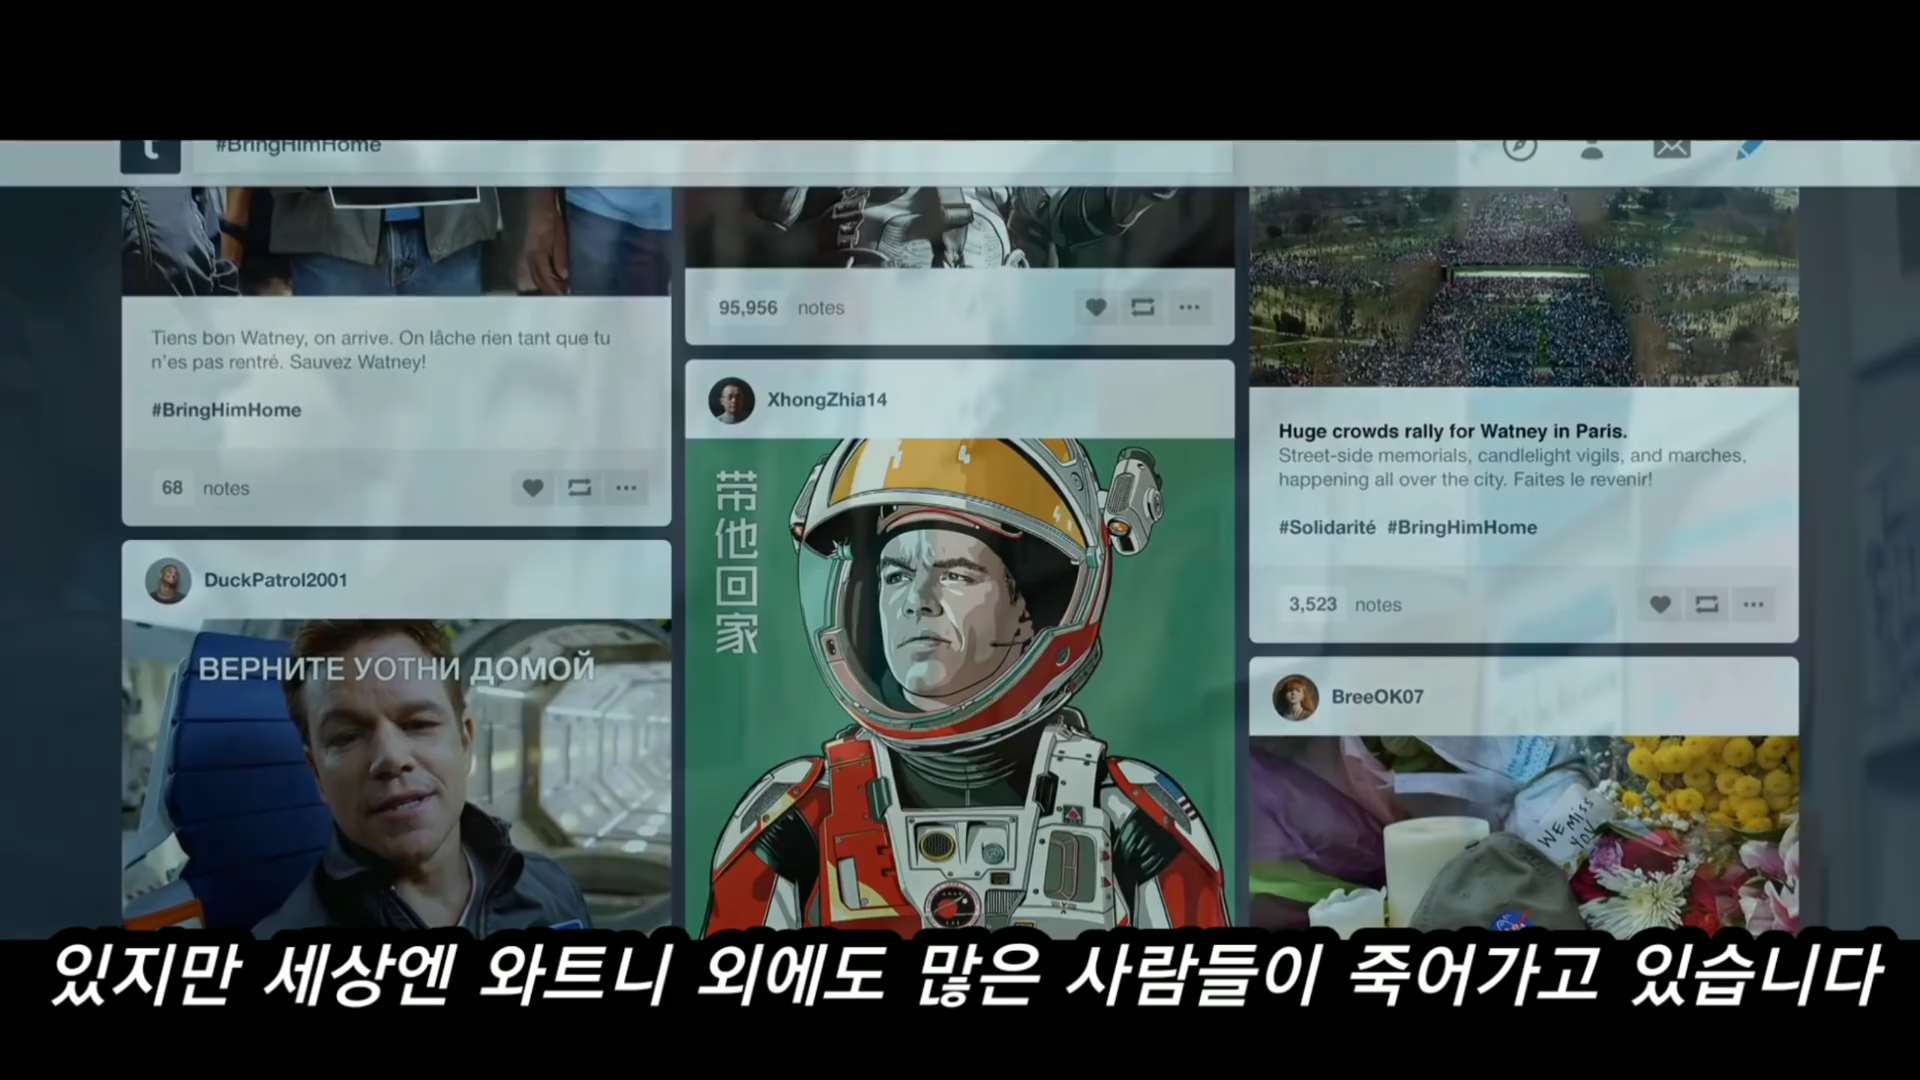 #BringHimHome
Tiens bon Watney, on arrive. On lâche rien tant que tu
n'es pas rentré. Sauvez Watney!
#BringHimHome
68 notes
DuckPatrol2001
ВЕРНИТЕ УОТНИ ДОМОЙ
95,956 notes
XhongZhia14
带他回家
Huge crowds rally for Watney in Paris.
Street-side memorials, candlelight vigils, and marches,
happening all over the city. Faites le revenir!
#Solidarité #BringHimHome
3,523 notes
BreeOK07
WE MISS
YOU
있지만 세상엔 와트니 외에도 많은 사람들이 죽어가고 있습니다